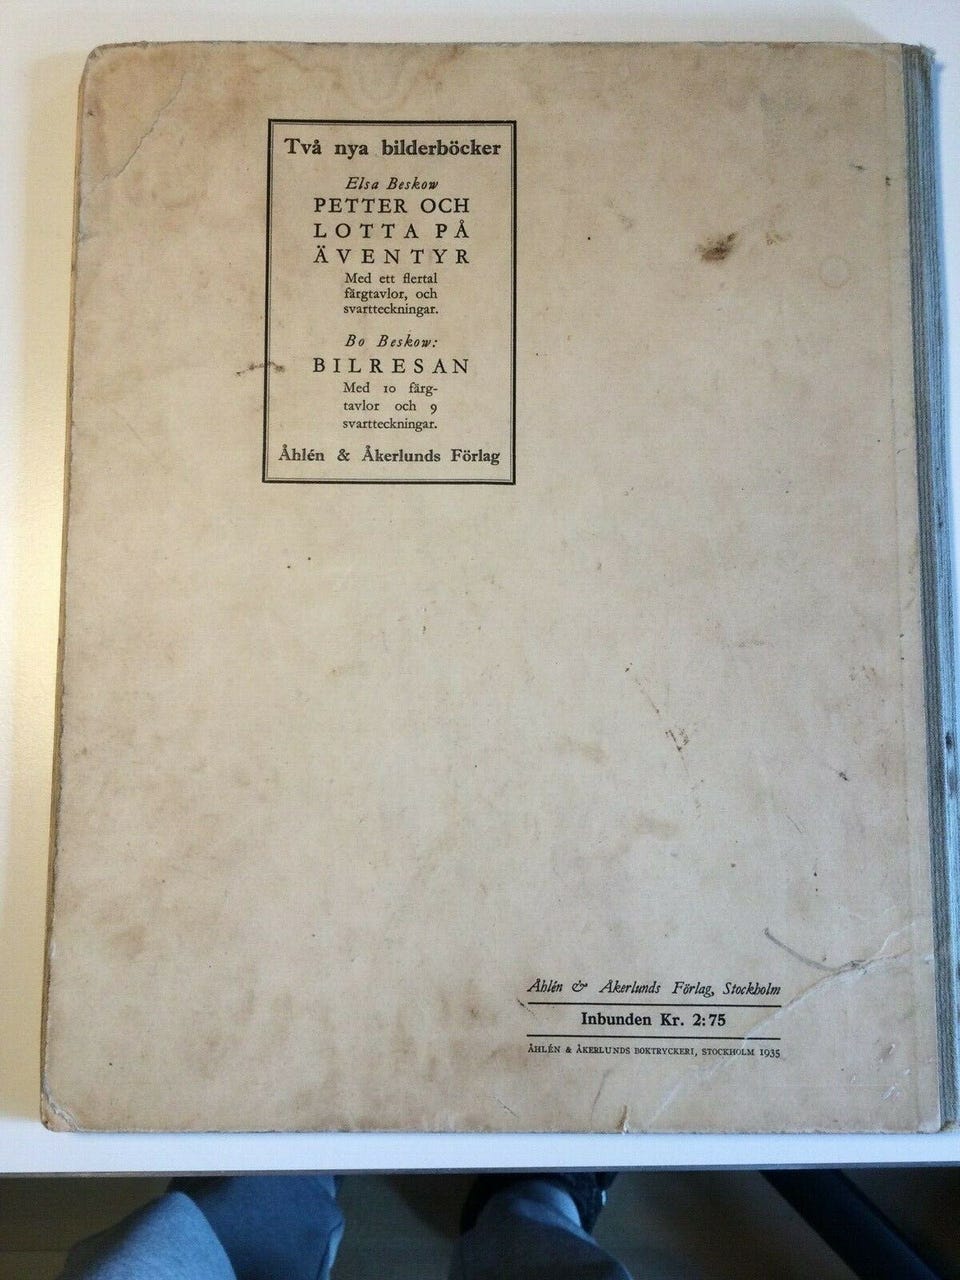 Två nya bilderböcker
Elsa Beskow
PETTER OCH
LOTTA PÅ
ÄVENTYR
Med ett flertal
färgtavlor, och
svartteckningar.
Bo Beskow:
BILRESAN
Med 10 färg-
tavlor och 9
svartteckningar.
Åhlén & Åkerlunds Förlag
Åhlén & Åkerlunds Förlag, Stockholm
Inbunden Kr. 2:75
ÅHLÉN & ÅKERLUNDS BOKTRYCKERI, STOCKHOLM 1935